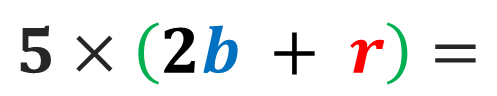 5 × (2b + r) =